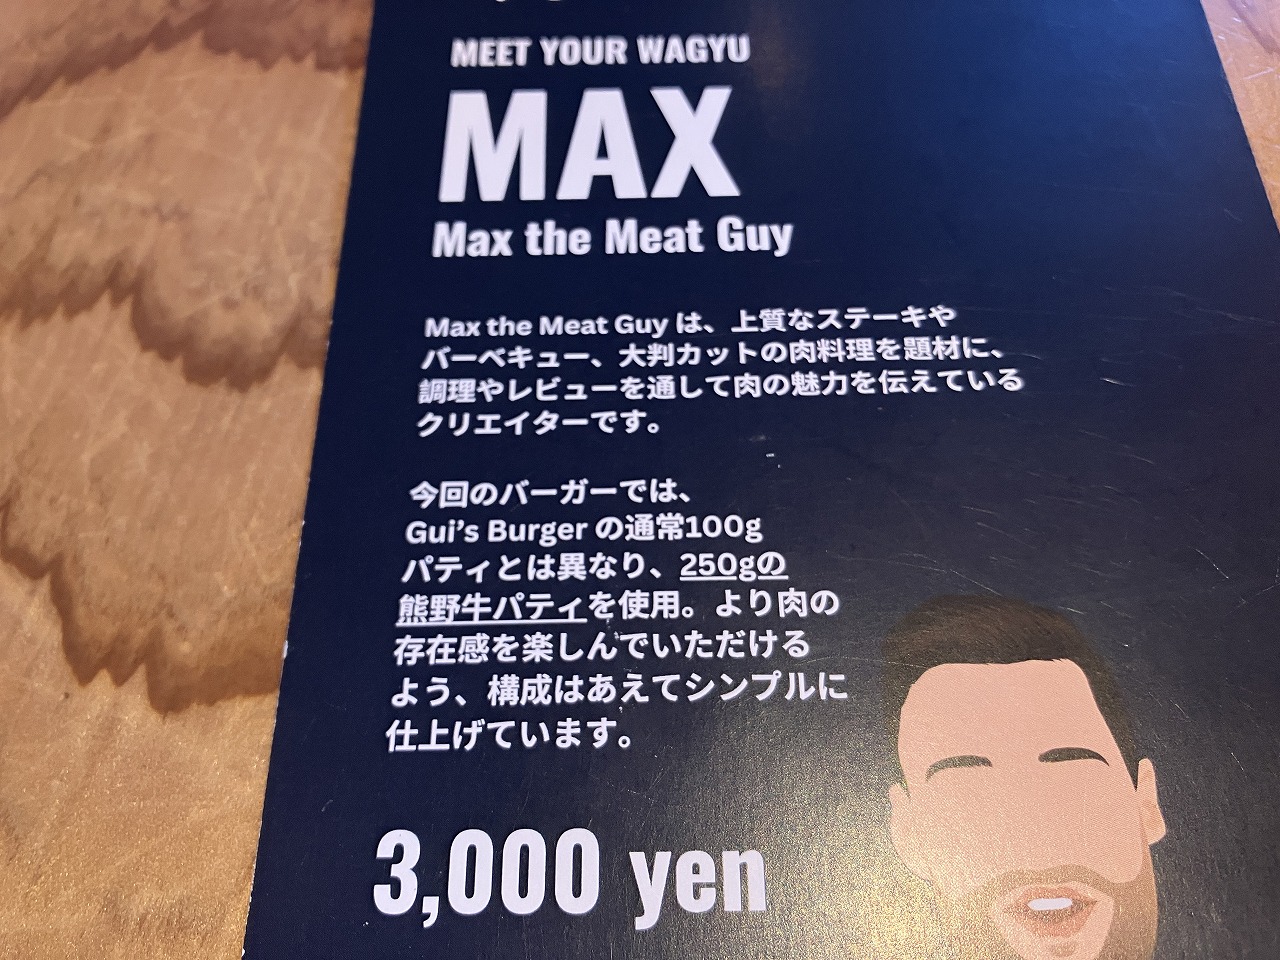 MEET YOUR WAGYU
MAX
Max the Meat Guy
Max the Meat Guy は、上質なステーキや
バーベキュー、大判カットの肉料理を題材に、
調理やレビューを通して肉の魅力を伝えている
クリエイターです。
今回のバーガーでは、
Gui's Burger の通常100g
パティとは異なり、250gの
熊野牛パティを使用。より肉の
存在感を楽しんでいただける
よう、構成はあえてシンプルに
仕上げています。
3,000 yen